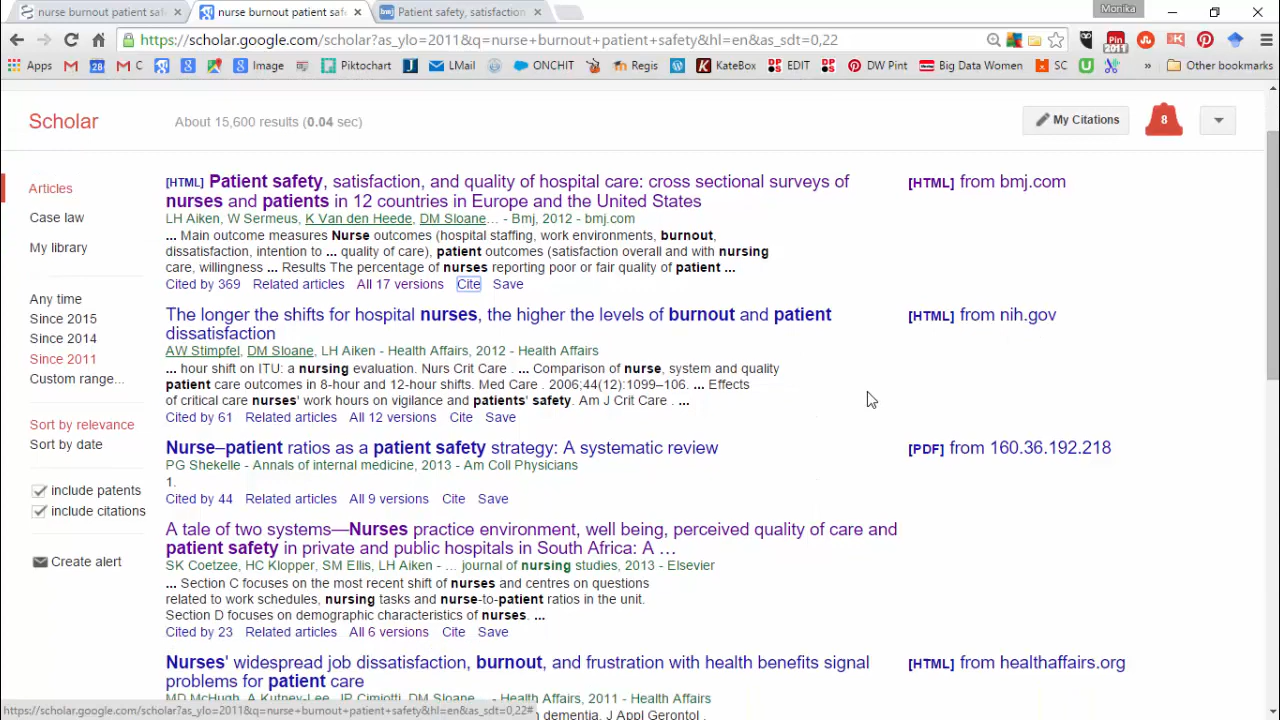 nurse burnout patient saf
nurse burnout patient saf
Patient safety, satisfaction
Monika
https://scholar.google.com/scholar?as_ylo=2011&q=nurse+burnout+patient+safety&hl=en&as_sdt=0,22
Apps
C
Image
Piktochart
LMail
ONCHIT
Regis
KateBox
EDIT
DW Pint
Big Data Women
SC
»
Other bookmarks
Scholar
About 15,600 results (0.04 sec)
My Citations
8
Articles
Case law
My library
Any time
Since 2015
Since 2014
Since 2011
Custom range...
Sort by relevance
Sort by date
include patents
include citations
Create alert
[HTML] Patient safety, satisfaction, and quality of hospital care: cross sectional surveys of
nurses and patients in 12 countries in Europe and the United States
LH Aiken, W Sermeus, K Van den Heede, DM Sloane… - Bmj, 2012 - bmj.com
... Main outcome measures Nurse outcomes (hospital staffing, work environments, burnout,
dissatisfaction, intention to ... quality of care), patient outcomes (satisfaction overall and with nursing
care, willingness ... Results The percentage of nurses reporting poor or fair quality of patient ...
Cited by 369 Related articles All 17 versions Cite Save
[HTML] from bmj.com
The longer the shifts for hospital nurses, the higher the levels of burnout and patient
dissatisfaction
AW Stimpfel, DM Sloane, LH Aiken - Health Affairs, 2012 - Health Affairs
... hour shift on ITU: a nursing evaluation. Nurs Crit Care . ... Comparison of nurse, system and quality
patient care outcomes in 8-hour and 12-hour shifts. Med Care . 2006;44(12):1099–106. ... Effects
of critical care nurses' work hours on vigilance and patients' safety. Am J Crit Care . ...
Cited by 61 Related articles All 12 versions Cite Save
[HTML] from nih.gov
Nurse–patient ratios as a patient safety strategy: A systematic review
PG Shekelle - Annals of internal medicine, 2013 - Am Coll Physicians
1.
Cited by 44 Related articles All 9 versions Cite Save
[PDF] from 160.36.192.218
A tale of two systems—Nurses practice environment, well being, perceived quality of care and
patient safety in private and public hospitals in South Africa: A …
SK Coetzee, HC Klopper, SM Ellis, LH Aiken - … journal of nursing studies, 2013 - Elsevier
... Section C focuses on the most recent shift of nurses and centres on questions
related to work schedules, nursing tasks and nurse-to-patient ratios in the unit.
Section D focuses on demographic characteristics of nurses. ...
Cited by 23 Related articles All 6 versions Cite Save
Nurses' widespread job dissatisfaction, burnout, and frustration with health benefits signal
problems for patient care
MD McHugh, A Kutney-Lee, JP Cimiotti, DM Sloane… - Health Affairs, 2011 - Health Affairs
dementia. J Appl Gerontol .
[HTML] from healthaffairs.org
https://scholar.google.com/scholar?as_ylo=2011&q=nurse+burnout+patient+safety&hl=en&as_sdt=0,22#